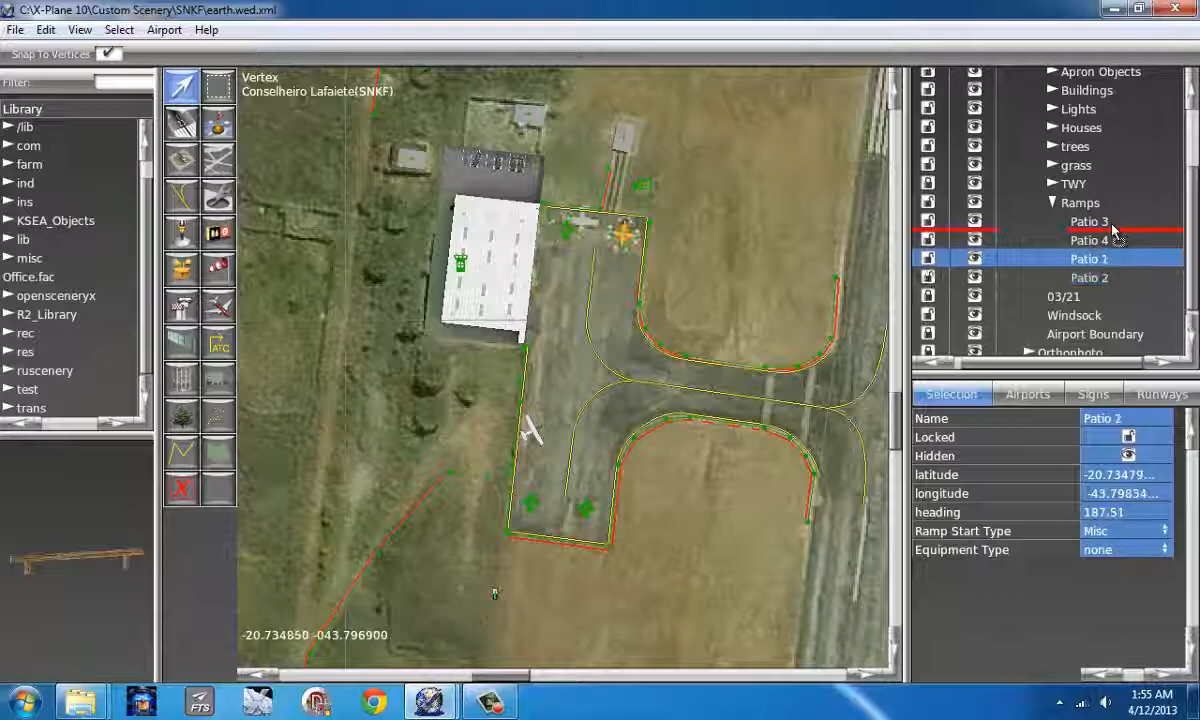 C:\X-Plane 10\Custom Scenery\SNKF\earth.wed.xml
File Edit View Select Airport Help
Snap To Vertices
Filter:
Library
/lib
com
farm
ind
ins
KSEA_Objects
lib
misc
Office.fac
opensceneryx
R2_Library
rec
res
ruscenery
test
trans
ATC
Vertex
Conselheiro Lafaiete(SNKF)
-20.734850 -043.796900
Apron Objects
Buildings
Lights
Houses
trees
grass
TWY
Ramps
Patio 3
Patio 4
Patio 1
Patio 2
03/21
Windsock
Airport Boundary
Orthophoto
Selection Airports Signs Runways
Name Patio 2
Locked
Hidden
latitude -20.73479...
longitude -43.79834...
heading 187.51
Ramp Start Type Misc
Equipment Type none
FTS
1:55 AM
4/12/2013